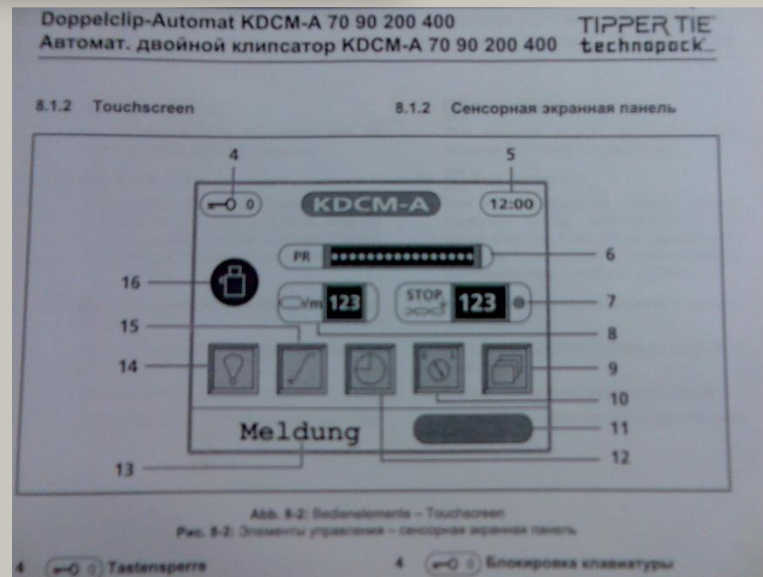 Doppelclip-Automat KDCM-A 70 90 200 400
Автомат. двойной клипсатор KDCM-A 70 90 200 400
TIPPER TIE
technopack
8.1.2 Touchscreen
8.1.2 Сенсорная экранная панель
4
5
0
KDCM-A
12:00
PR
6
16
/m 123
STOP 123
7
8
15
14
9
10
Meldung
11
12
13
Abb. 8-2: Bedienelemente – Touchscreen
Рис. 8-2: Элементы управления – сенсорная экранная панель
4 0 Tastensperre
4 0 Блокировка клавиатуры